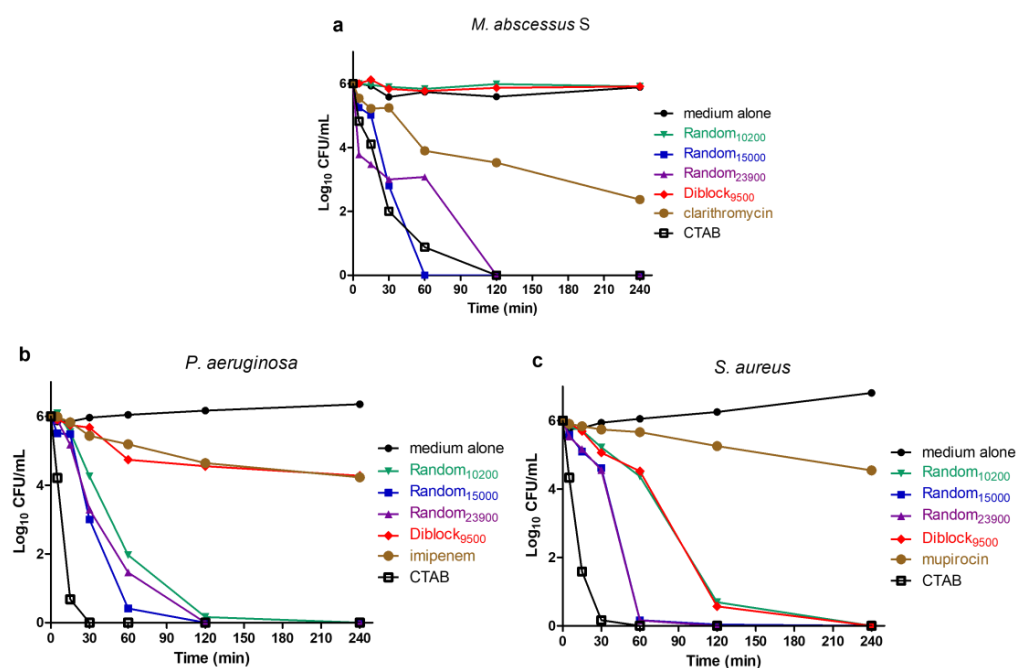 a
M. abscessus S
Log10 CFU/mL
6
4
2
0
0 30 60 90 120 150 180 210 240
Time (min)
medium alone
Random10200
Random15000
Random23900
Diblock9500
clarithromycin
CTAB
b
P. aeruginosa
Log10 CFU/mL
6
4
2
0
0 30 60 90 120 150 180 210 240
Time (min)
medium alone
Random10200
Random15000
Random23900
Diblock9500
imipenem
CTAB
c
S. aureus
Log10 CFU/mL
6
4
2
0
0 30 60 90 120 150 180 210 240
Time (min)
medium alone
Random10200
Random15000
Random23900
Diblock9500
mupirocin
CTAB